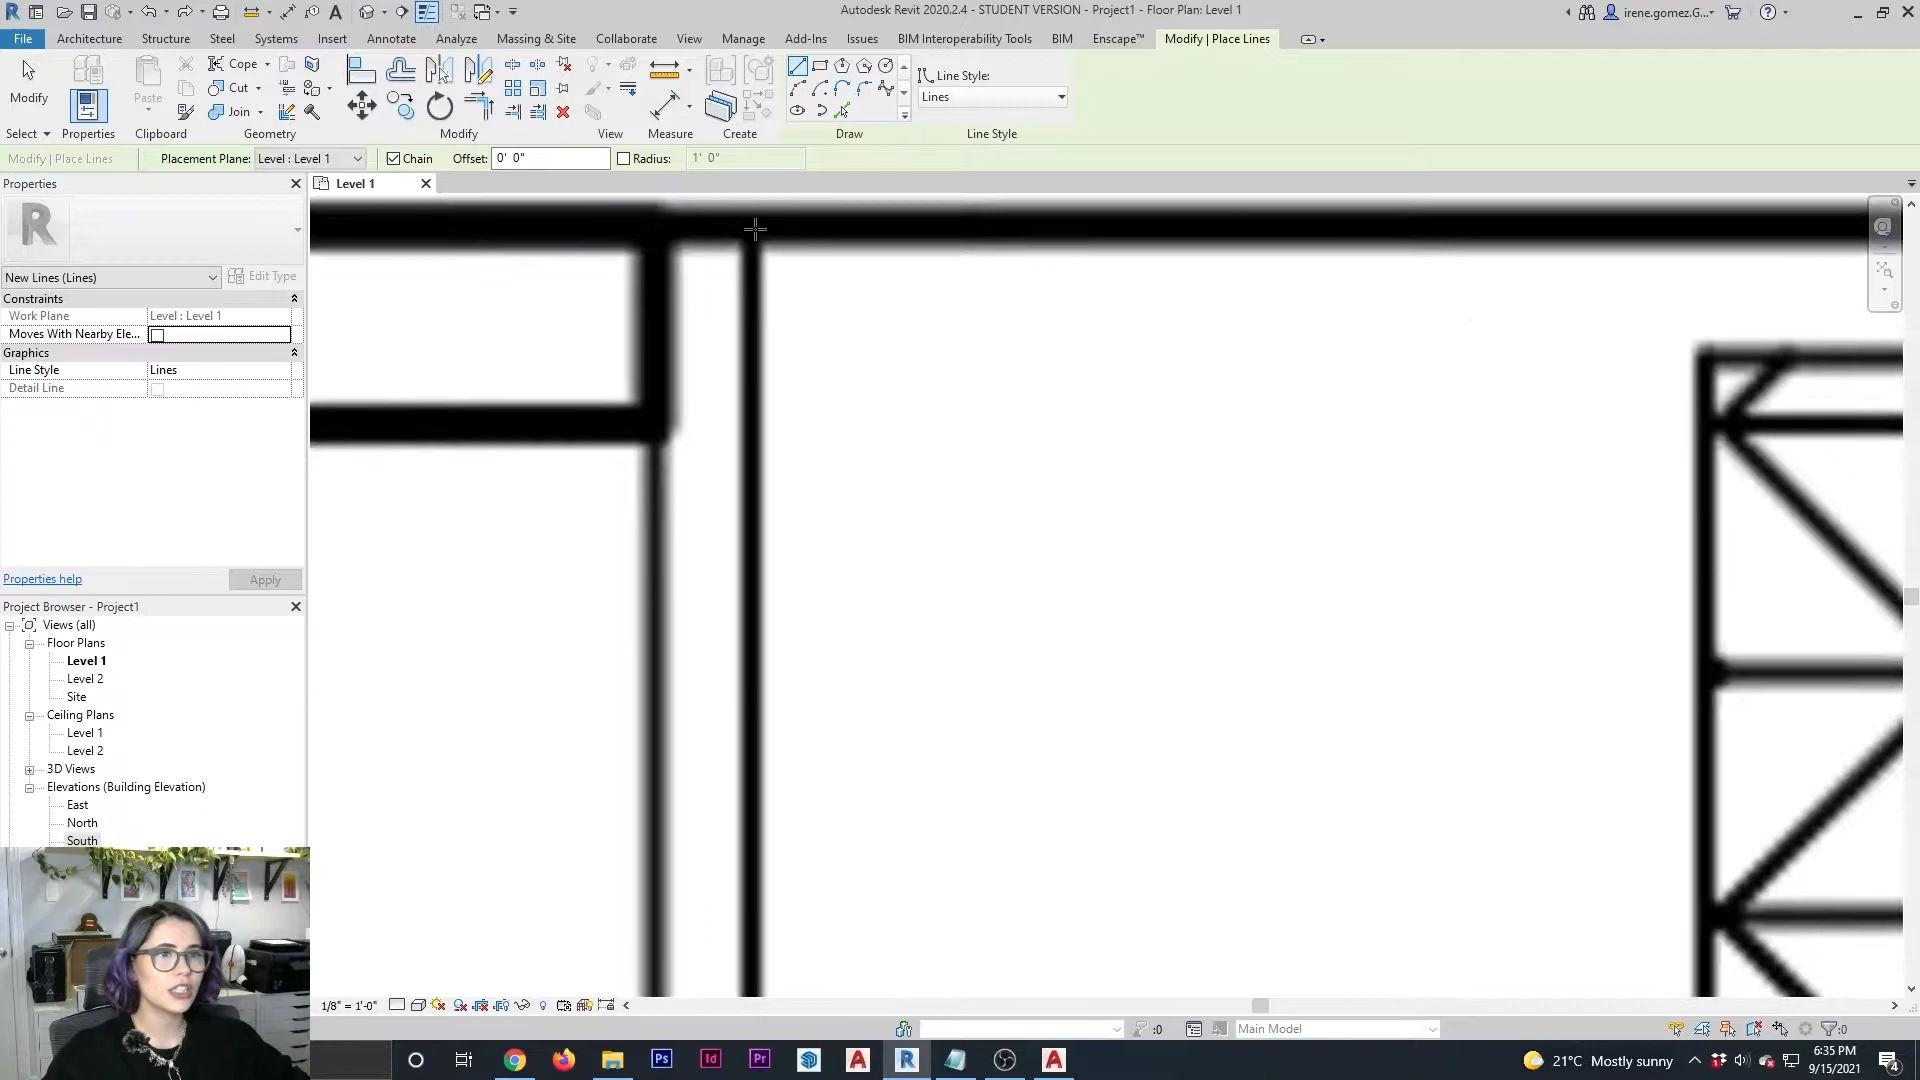 Autodesk Revit 2020.2.4 - STUDENT VERSION - Project1 - Floor Plan: Level 1
irene.gomez.G...
File Architecture Structure Steel Systems Insert Annotate Analyze Massing & Site Collaborate View Manage Add-Ins Issues BIM Interoperability Tools BIM Enscape™ Modify | Place Lines
Cope
Line Style:
Modify Paste Cut Lines
Join
Select Properties Clipboard Geometry Modify View Measure Create Draw Line Style
Modify | Place Lines Placement Plane: Level : Level 1 Chain Offset: 0' 0" Radius: 1' 0"
Properties
Level 1
R
New Lines (Lines) Edit Type
Constraints
Work Plane Level : Level 1
Moves With Nearby Ele...
Graphics
Line Style Lines
Detail Line
Properties help Apply
Project Browser - Project1
Views (all)
Floor Plans
Level 1
Level 2
Site
Ceiling Plans
Level 1
Level 2
3D Views
Elevations (Building Elevation)
East
North
South
1/8" = 1'-0"
:0 Main Model :0
Ps Id Pr A R A
21°C Mostly sunny
6:35 PM
9/15/2021
4